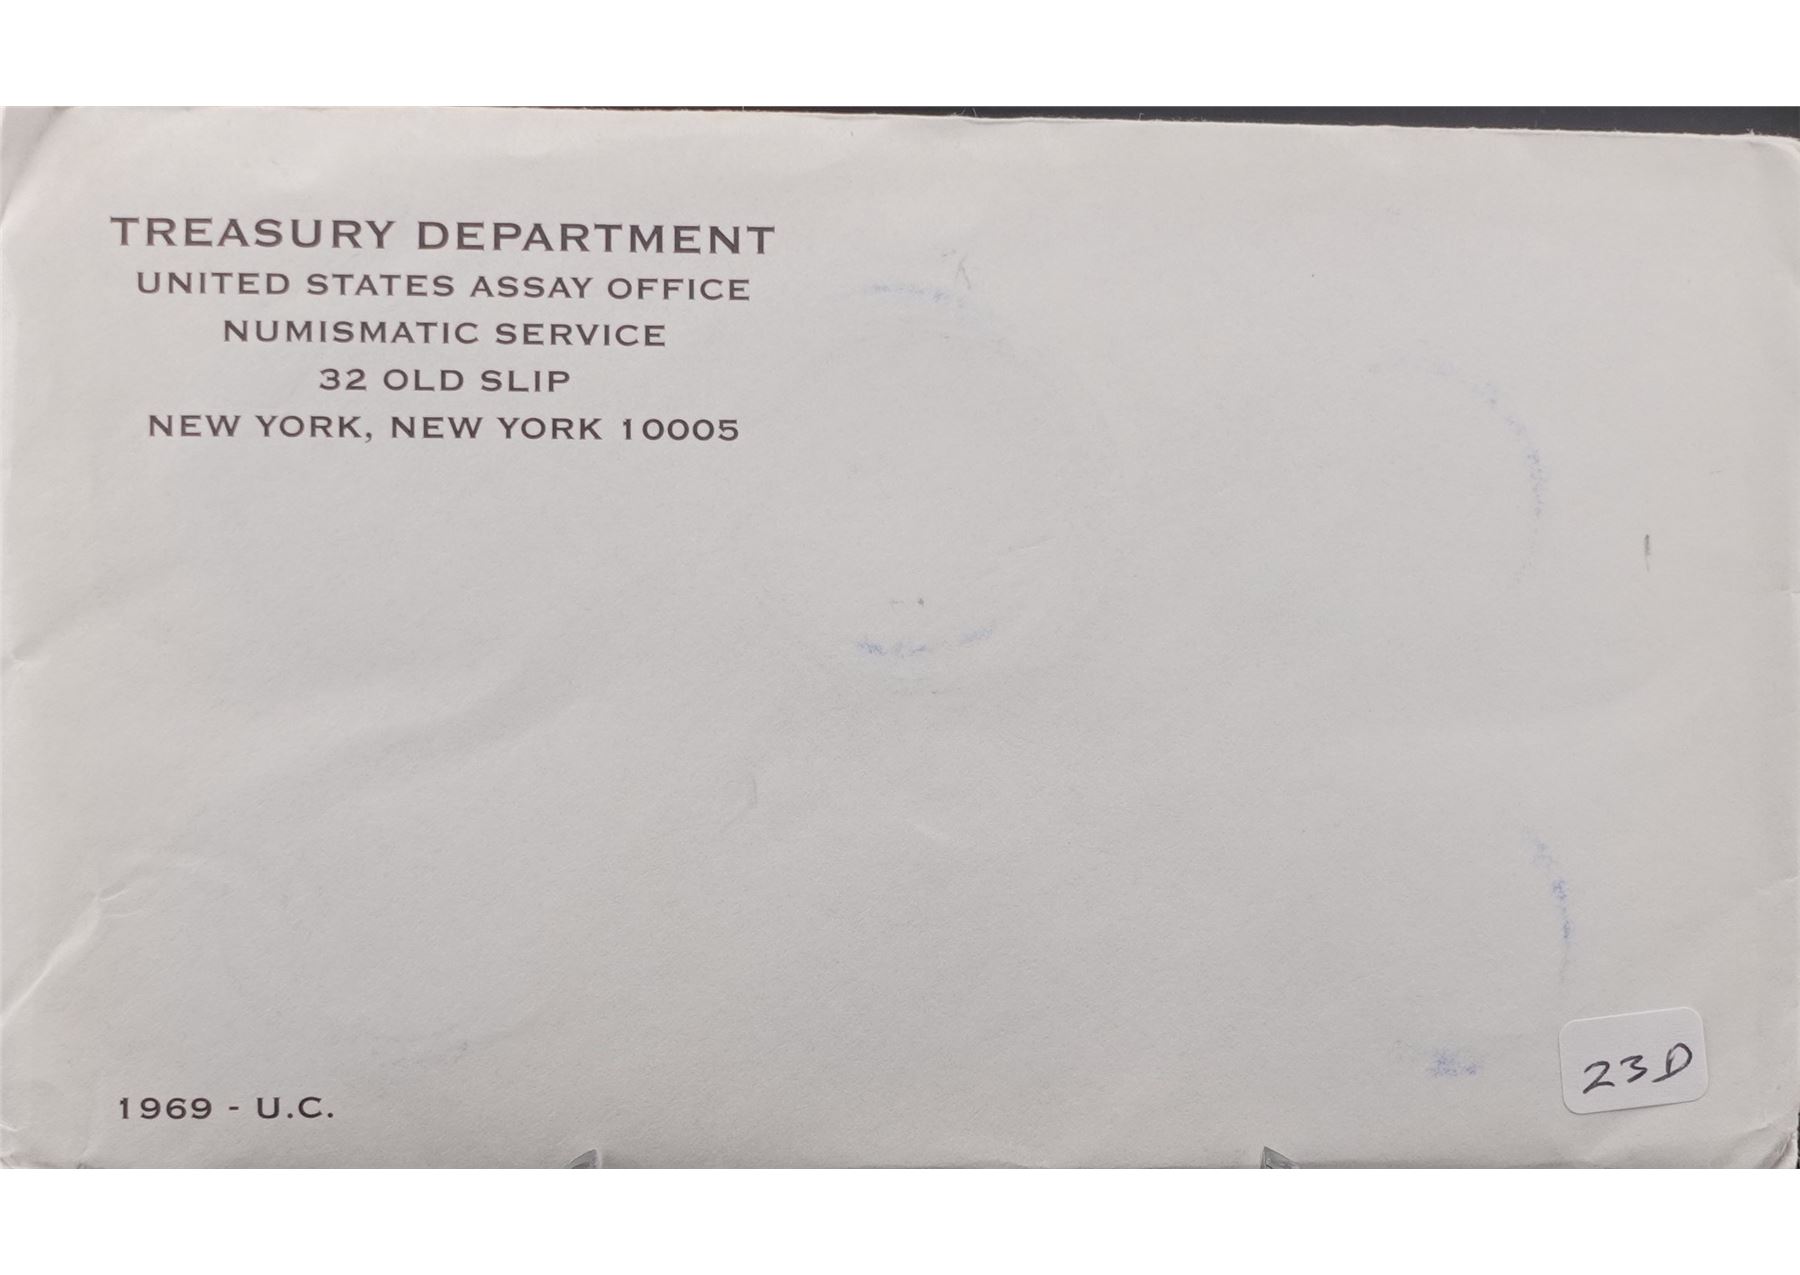 TREASURY DEPARTMENT
UNITED STATES ASSAY OFFICE
NUMISMATIC SERVICE
32 OLD SLIP
NEW YORK, NEW YORK 10005
1969 - U.C.
23D